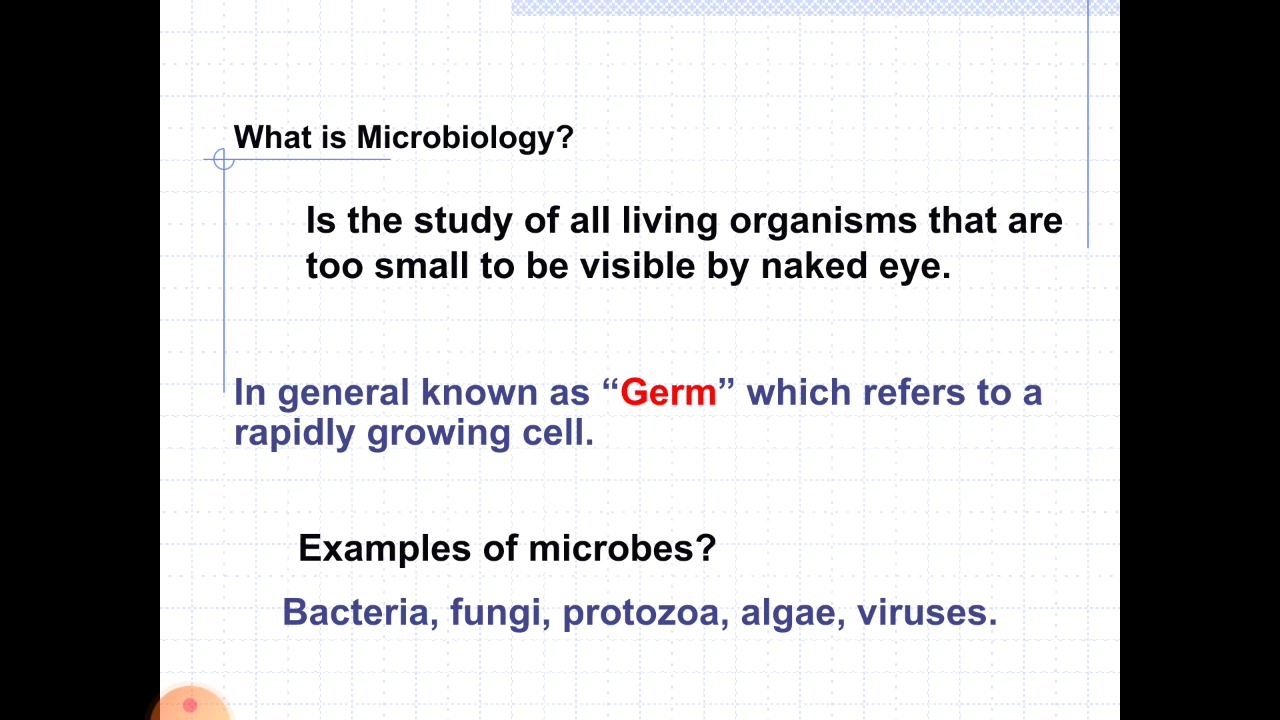 What is Microbiology?
Is the study of all living organisms that are
too small to be visible by naked eye.
In general known as “Germ” which refers to a
rapidly growing cell.
Examples of microbes?
Bacteria, fungi, protozoa, algae, viruses.